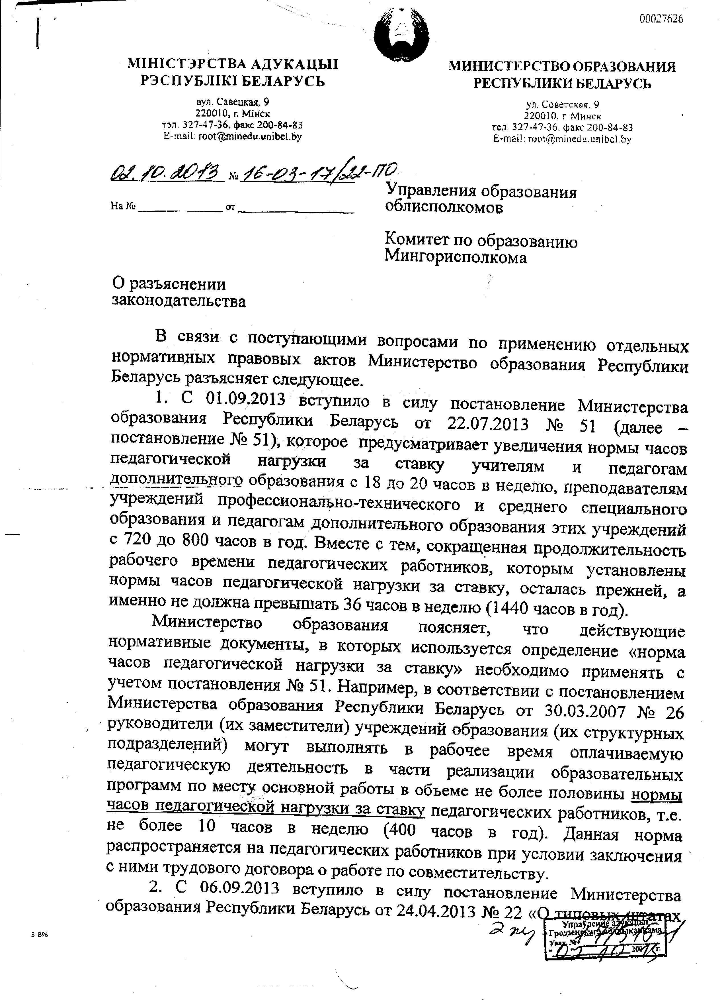 00027626
МІНІСТЭРСТВА АДУКАЦЫІ
РЭСПУБЛІКІ БЕЛАРУСЬ
вул. Савецкая, 9
220010, г. Мінск
тэл. 327-47-36, факс 200-84-83
E-mail: root@minedu.unibel.by
МИНИСТЕРСТВО ОБРАЗОВАНИЯ
РЕСПУБЛИКИ БЕЛАРУСЬ
ул. Советская, 9
220010, г. Минск
тел. 327-47-36, факс 200-84-83
E-mail: root@minedu.unibel.by
02.10.2013 № 16-03-17/22-ПО
На № от
Управления образования
облисполкомов
Комитет по образованию
Мингорисполкома
О разъяснении
законодательства
В связи с поступающими вопросами по применению отдельных
нормативных правовых актов Министерство образования Республики
Беларусь разъясняет следующее.
1. С 01.09.2013 вступило в силу постановление Министерства
образования Республики Беларусь от 22.07.2013 № 51 (далее –
постановление № 51), которое предусматривает увеличения нормы часов
педагогической нагрузки за ставку учителям и педагогам
дополнительного образования с 18 до 20 часов в неделю, преподавателям
учреждений профессионально-технического и среднего специального
образования и педагогам дополнительного образования этих учреждений
с 720 до 800 часов в год. Вместе с тем, сокращенная продолжительность
рабочего времени педагогических работников, которым установлены
нормы часов педагогической нагрузки за ставку, осталась прежней, а
именно не должна превышать 36 часов в неделю (1440 часов в год).
Министерство образования поясняет, что действующие
нормативные документы, в которых используется определение «норма
часов педагогической нагрузки за ставку» необходимо применять с
учетом постановления № 51. Например, в соответствии с постановлением
Министерства образования Республики Беларусь от 30.03.2007 № 26
руководители (их заместители) учреждений образования (их структурных
подразделений) могут выполнять в рабочее время оплачиваемую
педагогическую деятельность в части реализации образовательных
программ по месту основной работы в объеме не более половины нормы
часов педагогической нагрузки за ставку педагогических работников, т.е.
не более 10 часов в неделю (400 часов в год). Данная норма
распространяется на педагогических работников при условии заключения
с ними трудового договора о работе по совместительству.
2. С 06.09.2013 вступило в силу постановление Министерства
образования Республики Беларусь от 24.04.2013 № 22 «О типовых штатах
Упраўленне адукацыі
Гродзенскага аблвыканкама
Увах. №
02 10 2013 г.
З 896